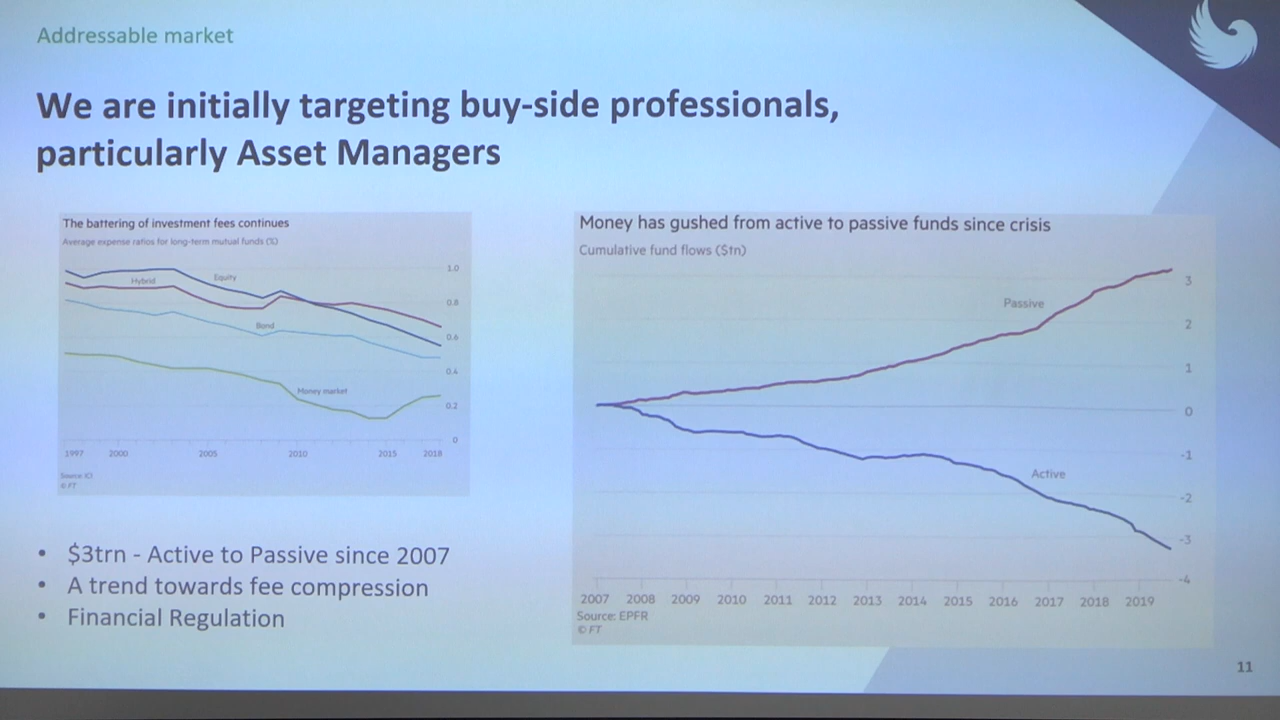 Addressable market
We are initially targeting buy-side professionals,
particularly Asset Managers
The battering of investment fees continues
Average expense ratios for long-term mutual funds (%)
1.0
Equity
Hybrid
0.8
Bond
0.6
0.4
Money market
0.2
0
1997 2000 2005 2010 2015 2018
Source: ICI
© FT
Money has gushed from active to passive funds since crisis
Cumulative fund flows ($tn)
3
Passive
2
1
0
-1
Active
-2
-3
-4
2007 2008 2009 2010 2011 2012 2013 2014 2015 2016 2017 2018 2019
Source: EPFR
© FT
• $3trn - Active to Passive since 2007
• A trend towards fee compression
• Financial Regulation
11